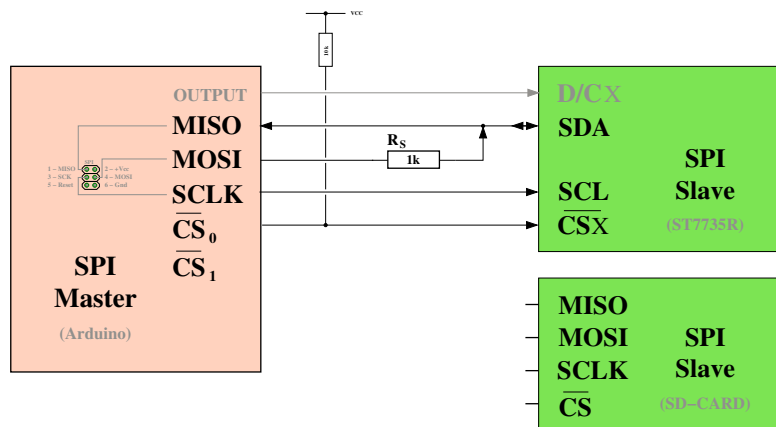 vcc
10k
OUTPUT
MISO
MOSI
SCLK
CS0
CS1
SPI
1 – MISO
2 – +Vcc
3 – SCK
4 – MOSI
5 – Reset
6 – Gnd
SPI
Master
(Arduino)
RS
1k
D/CX
SDA
SCL
CSX
SPI
Slave
(ST7735R)
MISO
MOSI
SCLK
CS
SPI
Slave
(SD–CARD)